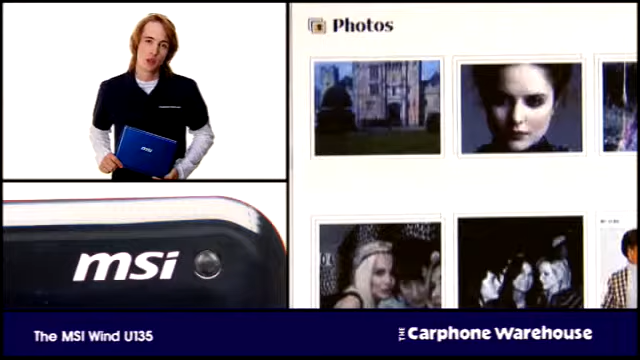 Photos
msi
msi
The MSI Wind U135
THE Carphone Warehouse